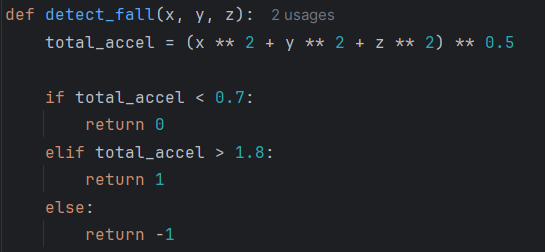 def detect_fall(x, y, z): 2 usages
    total_accel = (x ** 2 + y ** 2 + z ** 2) ** 0.5

    if total_accel < 0.7:
        return 0
    elif total_accel > 1.8:
        return 1
    else:
        return -1